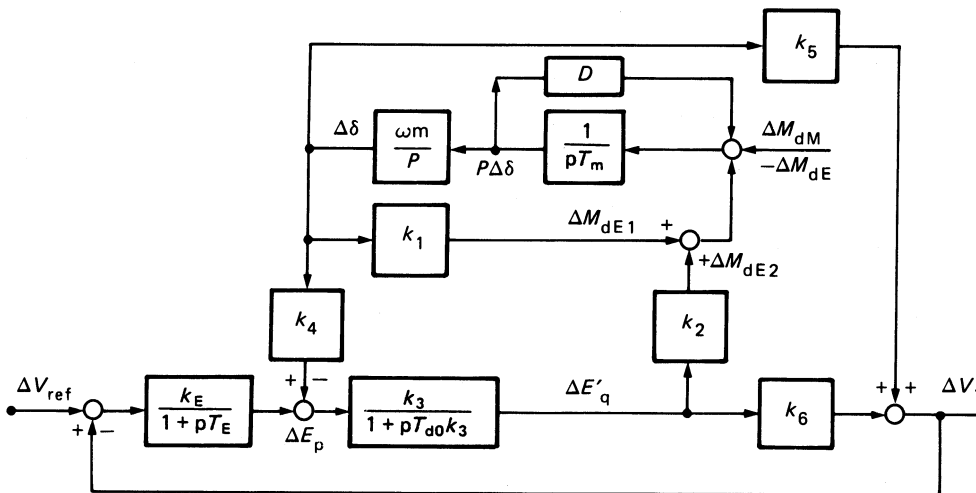 k5
D
Δδ
ωm
P
PΔδ
1
pTm
ΔMdM
−ΔMdE
k1
ΔMdE1
+
+ΔMdE2
k4
k2
+ −
ΔVref
+ −
kE
1 + pTE
ΔEp
k3
1 + pTd0k3
ΔE′q
k6
+ +
ΔV